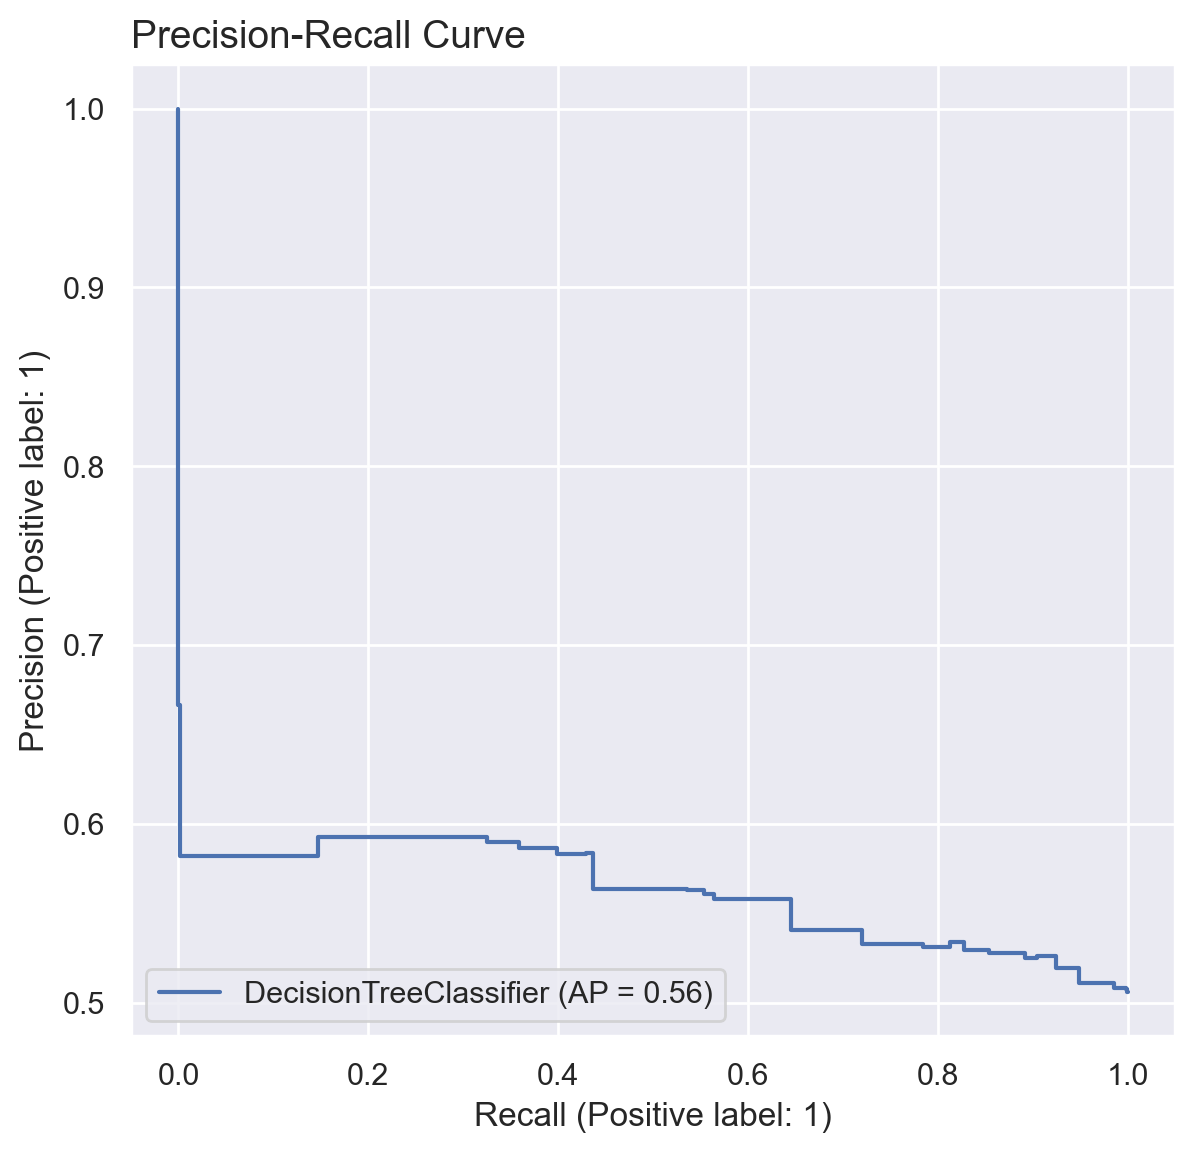 Precision-Recall Curve
1.0
0.9
0.8
0.7
0.6
0.5
Precision (Positive label: 1)
DecisionTreeClassifier (AP = 0.56)
0.0 0.2 0.4 0.6 0.8 1.0
Recall (Positive label: 1)